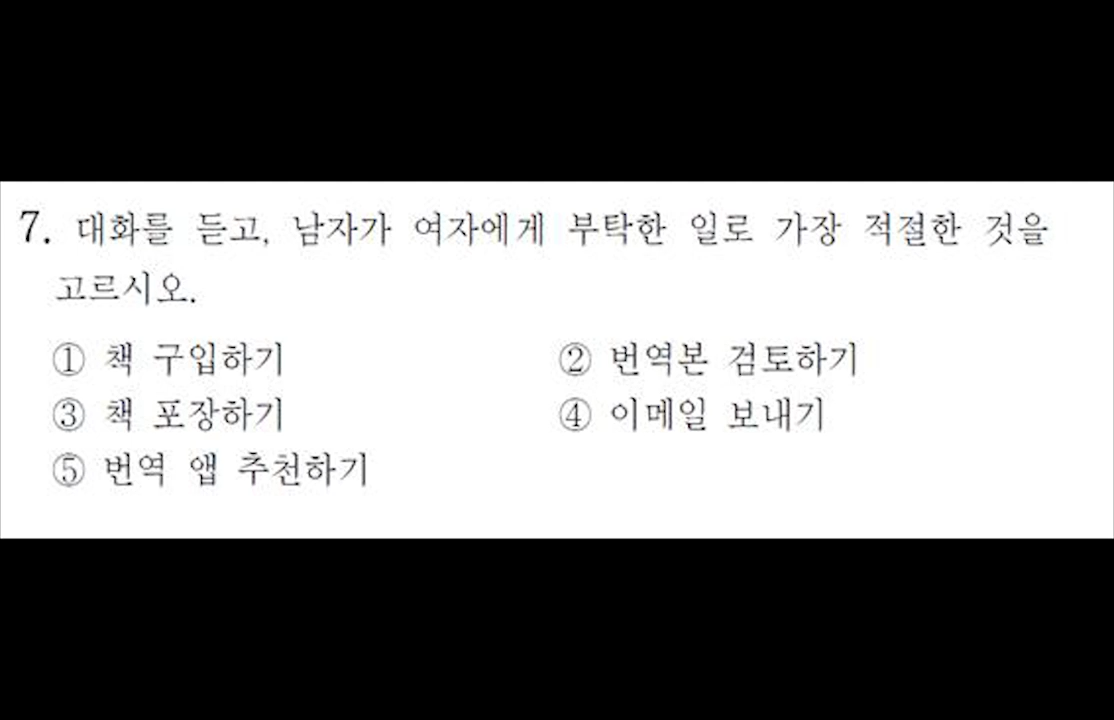 7. 대화를 듣고, 남자가 여자에게 부탁한 일로 가장 적절한 것을
고르시오.
① 책 구입하기 ② 번역본 검토하기
③ 책 포장하기 ④ 이메일 보내기
⑤ 번역 앱 추천하기